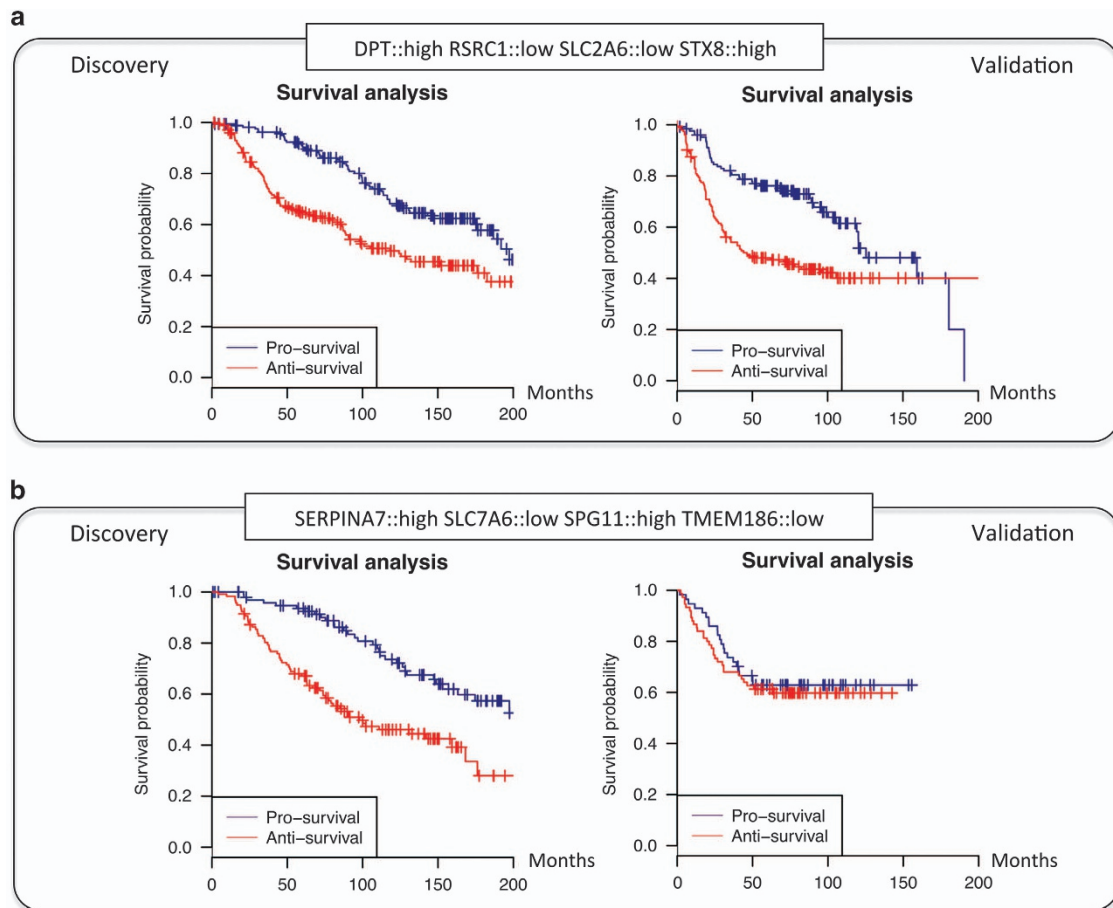 a
DPT::high RSRC1::low SLC2A6::low STX8::high
Discovery
Validation
Survival analysis
Survival probability
1.0
0.8
0.6
0.4
0.2
0.0
Pro-survival
Anti-survival
0 50 100 150 200
Months
Survival analysis
Survival probability
1.0
0.8
0.6
0.4
0.2
0.0
Pro-survival
Anti-survival
0 50 100 150 200
Months
b
SERPINA7::high SLC7A6::low SPG11::high TMEM186::low
Discovery
Validation
Survival analysis
Survival probability
1.0
0.8
0.6
0.4
0.2
0.0
Pro-survival
Anti-survival
0 50 100 150 200
Months
Survival analysis
Survival probability
1.0
0.8
0.6
0.4
0.2
0.0
Pro-survival
Anti-survival
0 50 100 150 200
Months